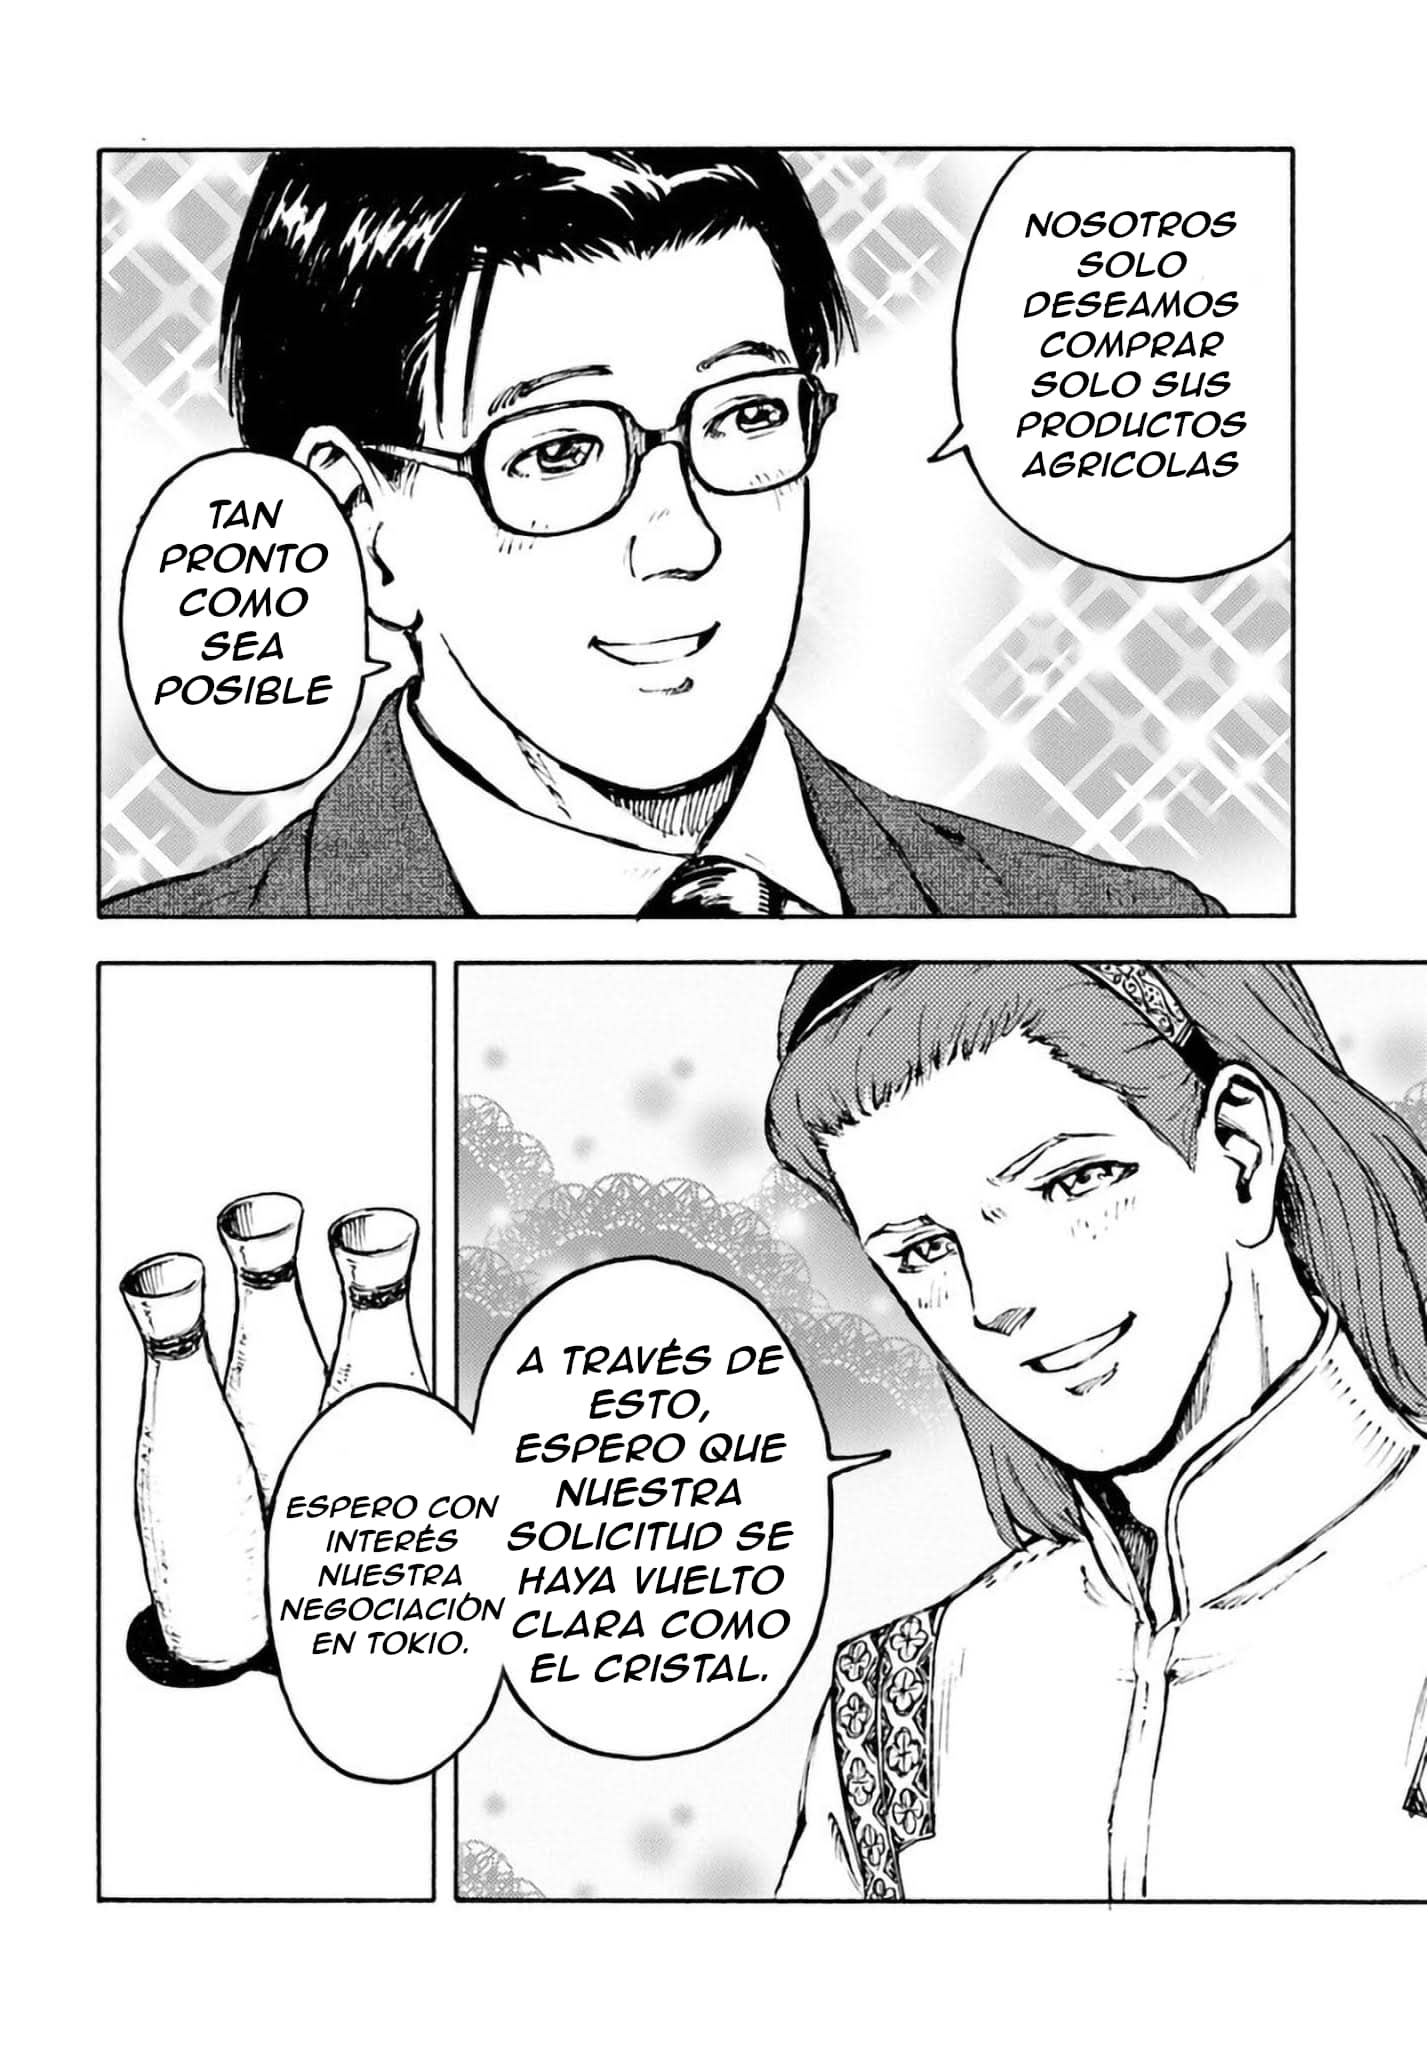 NOSOTROS
SOLO
DESEAMOS
COMPRAR
SOLO SUS
PRODUCTOS
AGRICOLAS
TAN
PRONTO
COMO
SEA
POSIBLE
A TRAVÉS DE
ESTO,
ESPERO QUE
NUESTRA
SOLICITUD SE
HAYA VUELTO
CLARA COMO
EL CRISTAL.
ESPERO CON
INTERÉS
NUESTRA
NEGOCIACIÓN
EN TOKIO.